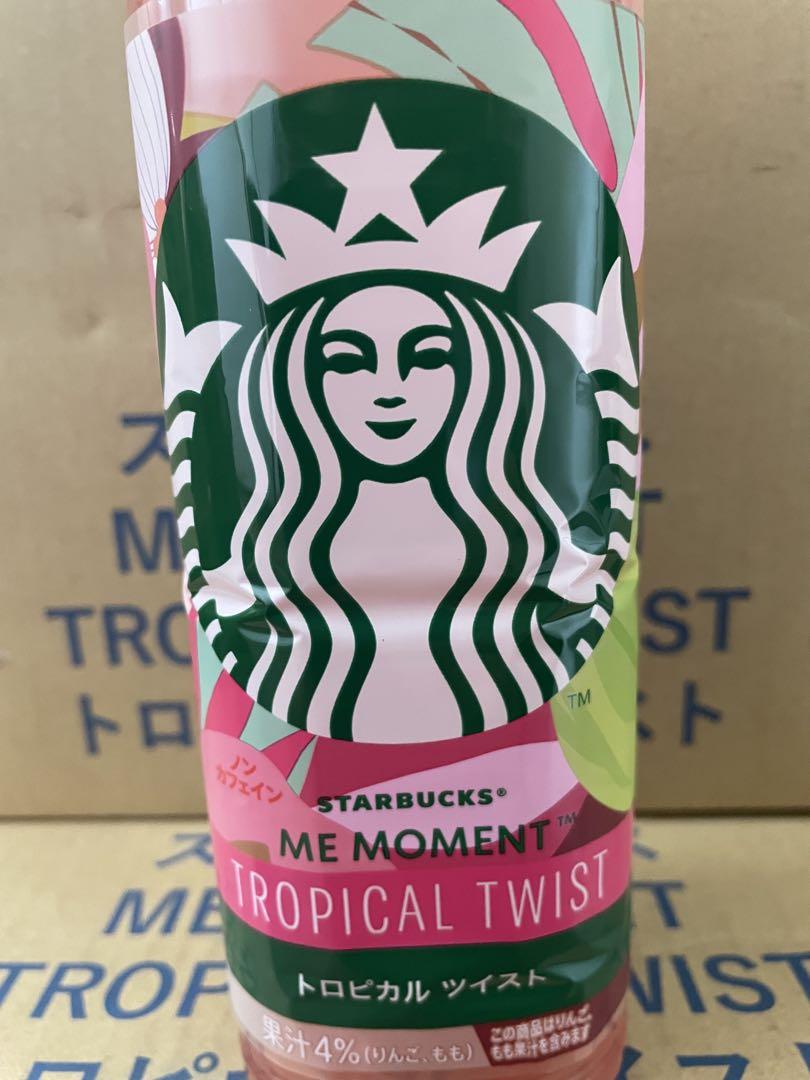 TM
ノン
カフェイン
STARBUCKS®
ME MOMENT™
TROPICAL TWIST
トロピカル ツイスト
果汁4%(りんご、もも)
この商品はりんご、
もも果汁を含みます